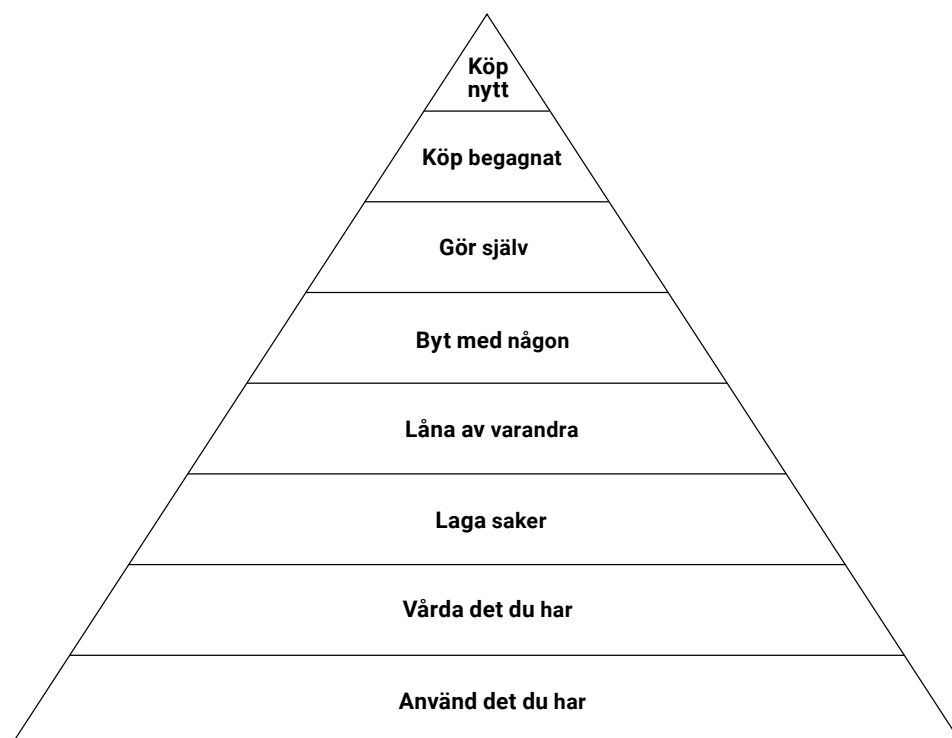 Köp
nytt
Köp begagnat
Gör själv
Byt med någon
Låna av varandra
Laga saker
Vårda det du har
Använd det du har